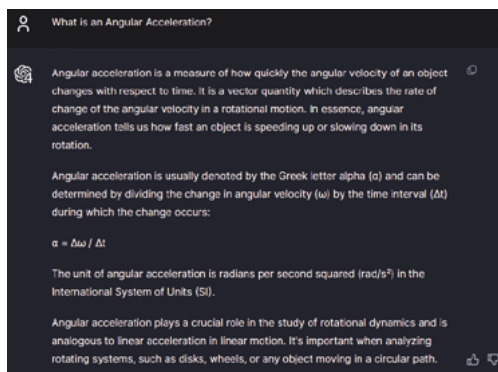 What is an Angular Acceleration?
Angular acceleration is a measure of how quickly the angular velocity of an object
changes with respect to time. It is a vector quantity which describes the rate of
change of the angular velocity in a rotational motion. In essence, angular
acceleration tells us how fast an object is speeding up or slowing down in its
rotation.
Angular acceleration is usually denoted by the Greek letter alpha (α) and can be
determined by dividing the change in angular velocity (ω) by the time interval (Δt)
during which the change occurs:
α = Δω / Δt
The unit of angular acceleration is radians per second squared (rad/s²) in the
International System of Units (SI).
Angular acceleration plays a crucial role in the study of rotational dynamics and is
analogous to linear acceleration in linear motion. It's important when analyzing
rotating systems, such as disks, wheels, or any object moving in a circular path.